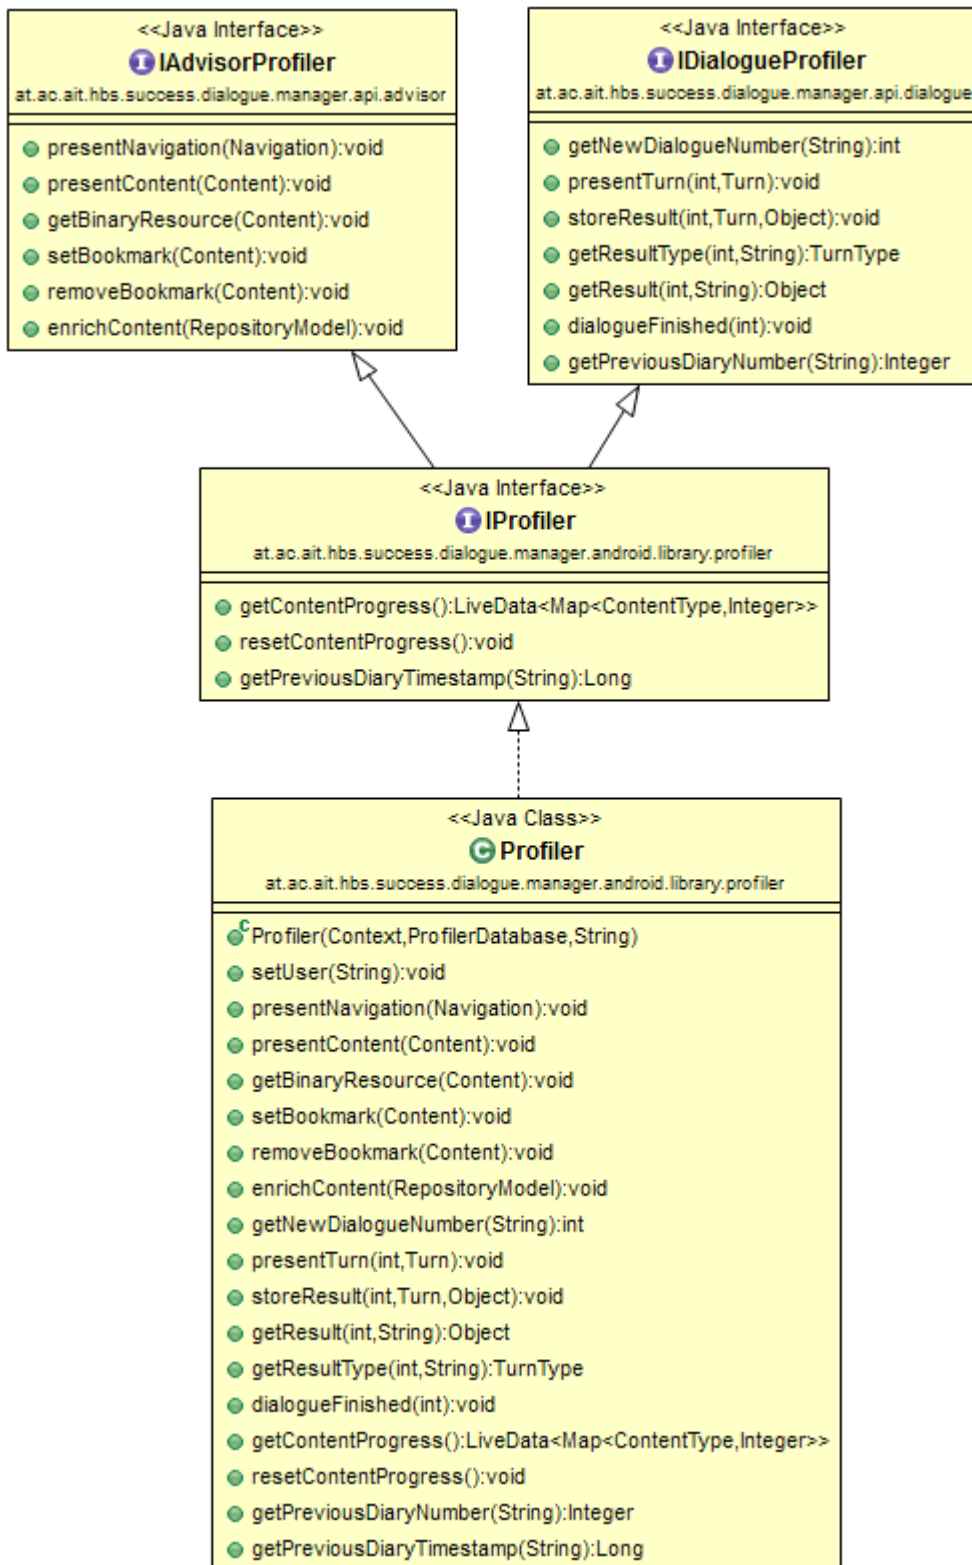 <<Java Interface>>
IAdvisorProfiler
at.ac.ait.hbs.success.dialogue.manager.api.advisor
presentNavigation(Navigation):void
presentContent(Content):void
getBinaryResource(Content):void
setBookmark(Content):void
removeBookmark(Content):void
enrichContent(RepositoryModel):void
<<Java Interface>>
IDialogueProfiler
at.ac.ait.hbs.success.dialogue.manager.api.dialogue
getNewDialogueNumber(String):int
presentTurn(int,Turn):void
storeResult(int,Turn,Object):void
getResultType(int,String):TurnType
getResult(int,String):Object
dialogueFinished(int):void
getPreviousDiaryNumber(String):Integer
<<Java Interface>>
IProfiler
at.ac.ait.hbs.success.dialogue.manager.android.library.profiler
getContentProgress():LiveData<Map<ContentType,Integer>>
resetContentProgress():void
getPreviousDiaryTimestamp(String):Long
<<Java Class>>
Profiler
at.ac.ait.hbs.success.dialogue.manager.android.library.profiler
Profiler(Context,ProfilerDatabase,String)
setUser(String):void
presentNavigation(Navigation):void
presentContent(Content):void
getBinaryResource(Content):void
setBookmark(Content):void
removeBookmark(Content):void
enrichContent(RepositoryModel):void
getNewDialogueNumber(String):int
presentTurn(int,Turn):void
storeResult(int,Turn,Object):void
getResult(int,String):Object
getResultType(int,String):TurnType
dialogueFinished(int):void
getContentProgress():LiveData<Map<ContentType,Integer>>
resetContentProgress():void
getPreviousDiaryNumber(String):Integer
getPreviousDiaryTimestamp(String):Long